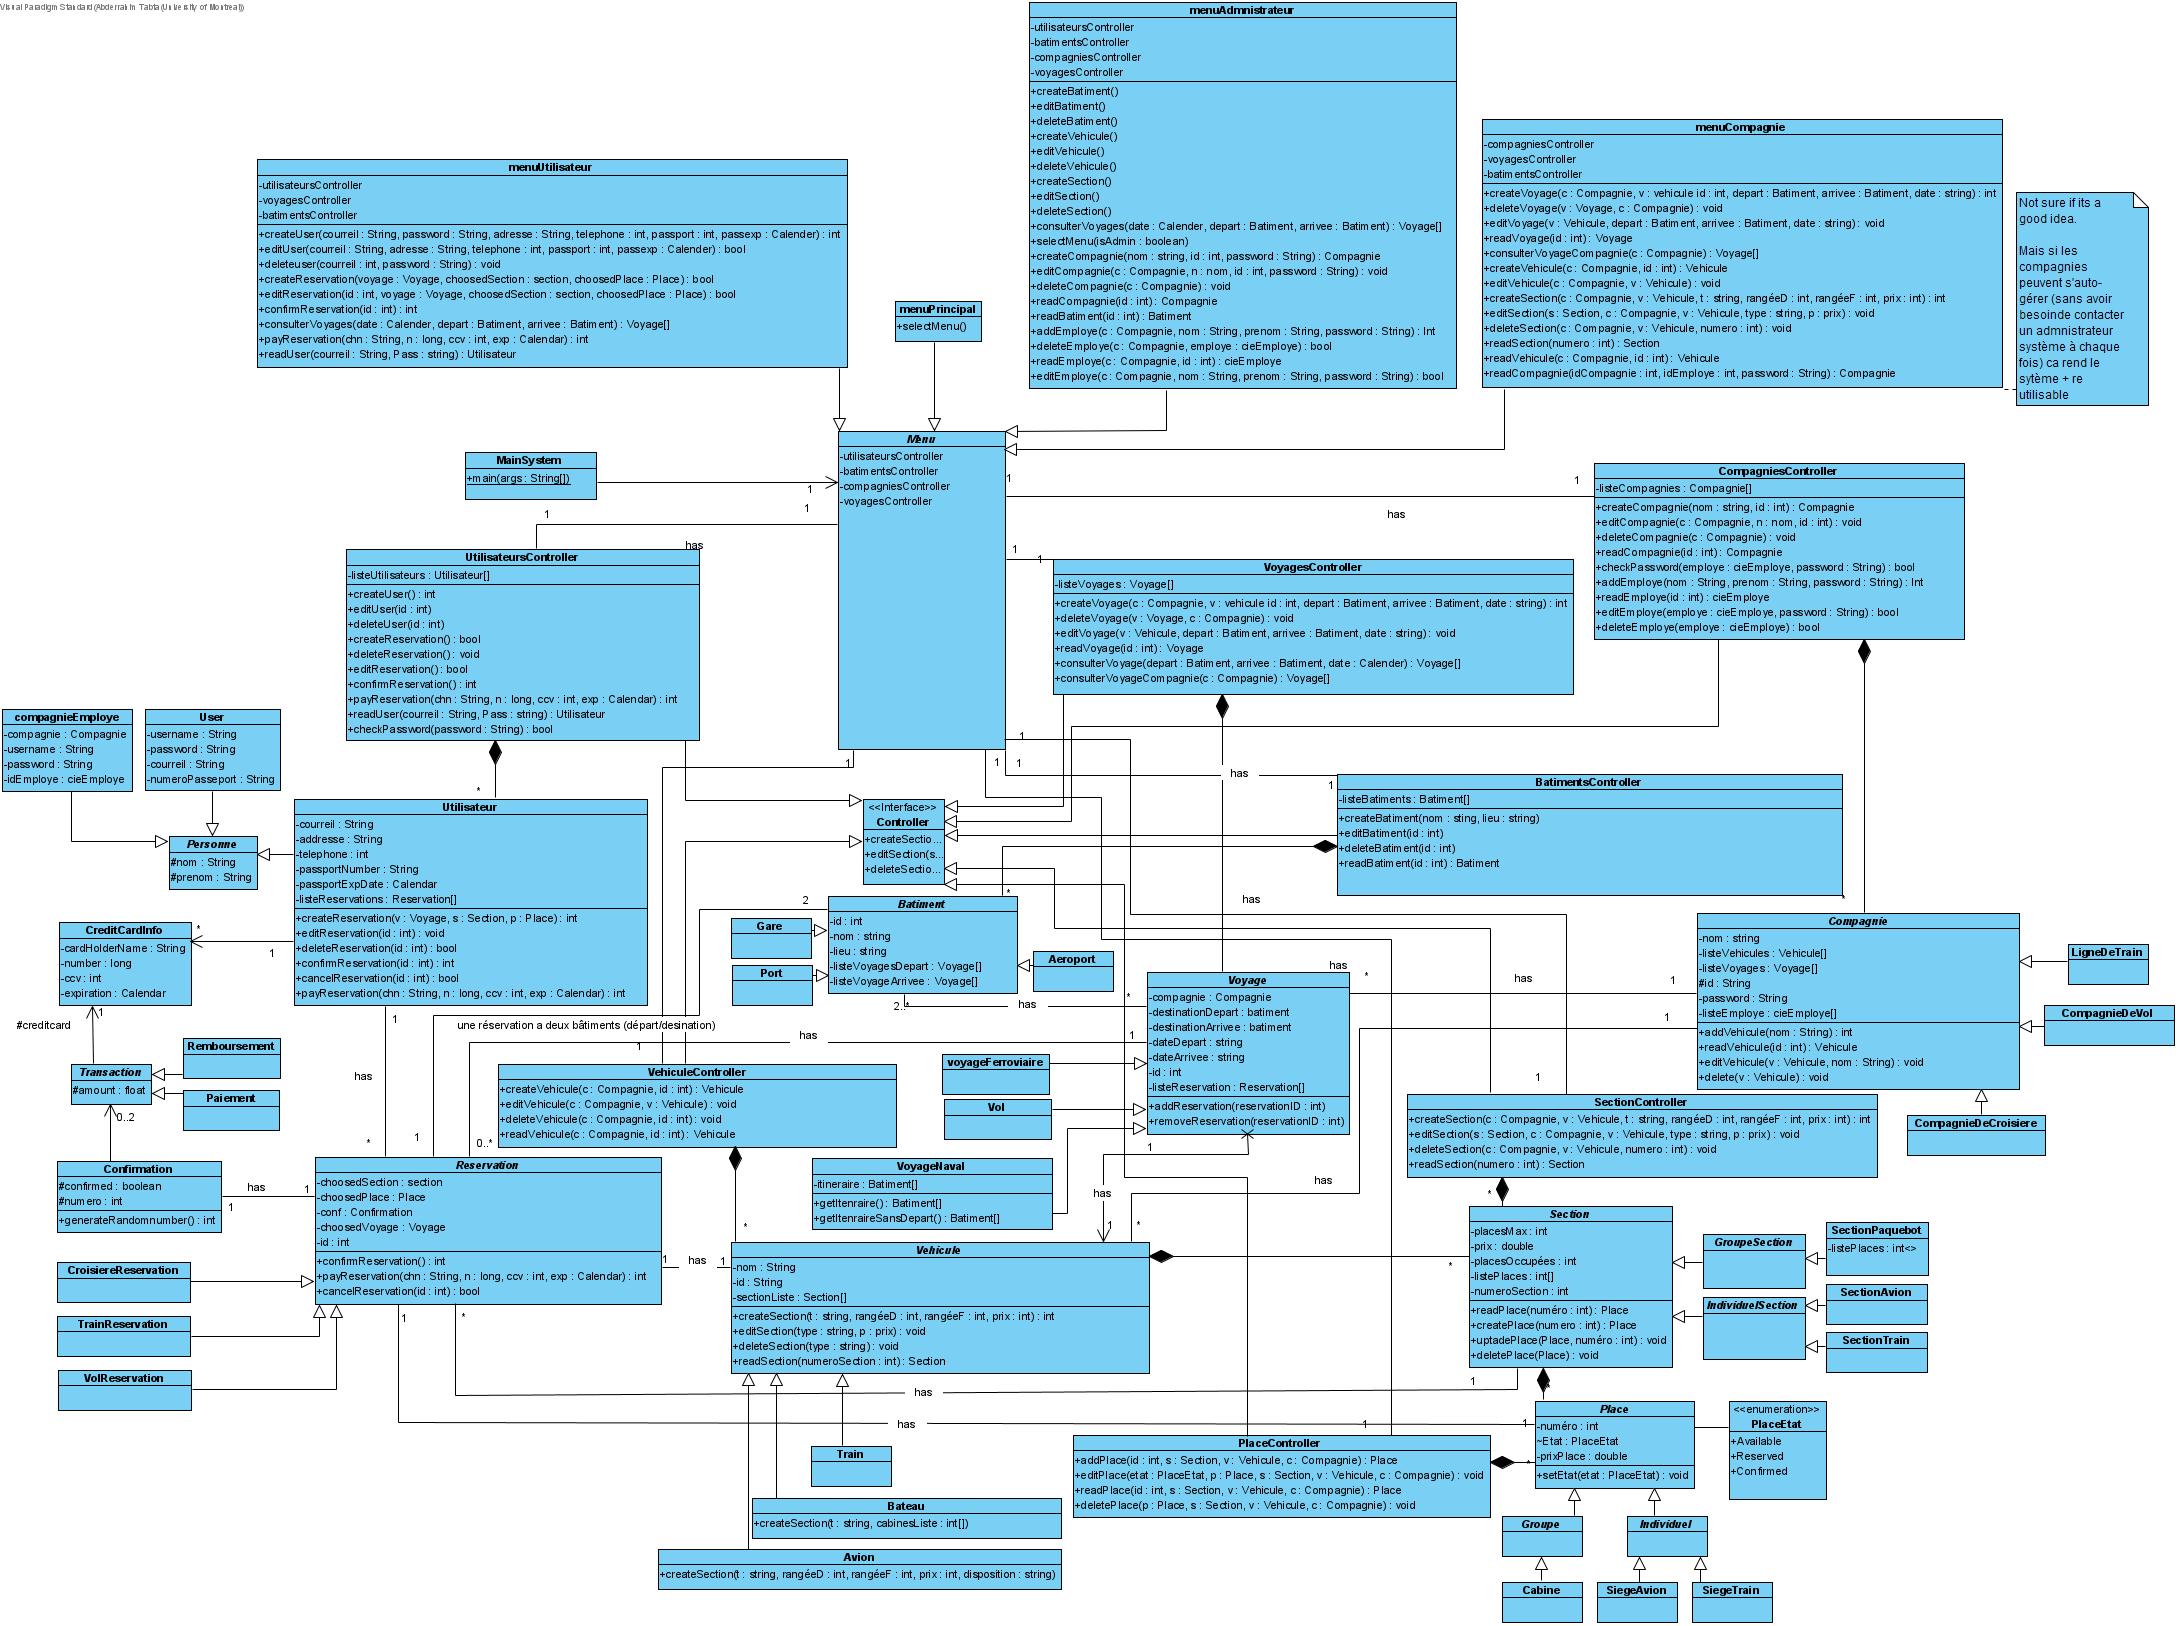 Visual Paradigm Standard(Abderrahim Tabta(University of Montreal))
menuAdmnistrateur
-utilisateursController
-batimentsController
-compagniesController
-voyagesController
+createBatiment()
+editBatiment()
+deleteBatiment()
+createVehicule()
+editVehicule()
+deleteVehicule()
+createSection()
+editSection()
+deleteSection()
+consulterVoyages(date : Calender, depart : Batiment, arrivee : Batiment) : Voyage[]
+selectMenu(isAdmin : boolean)
+createCompagnie(nom : string, id : int, password : String) : Compagnie
+editCompagnie(c : Compagnie, n : nom, id : int, password : String) : void
+deleteCompagnie(c : Compagnie) : void
+readCompagnie(id : int) : Compagnie
+readBatiment(id : int) : Batiment
+addEmploye(c : Compagnie, nom : String, prenom : String, password : String) : Int
+deleteEmploye(c : Compagnie, employe : cieEmploye) : bool
+readEmploye(c : Compagnie, id : int) : cieEmploye
+editEmploye(c : Compagnie, nom : String, prenom : String, password : String) : bool
menuCompagnie
-compagniesController
-voyagesController
-batimentsController
+createVoyage(c : Compagnie, v : vehicule id : int, depart : Batiment, arrivee : Batiment, date : string) : int
+deleteVoyage(v : Voyage, c : Compagnie) : void
+editVoyage(v : Vehicule, depart : Batiment, arrivee : Batiment, date : string) : void
+readVoyage(id : int) : Voyage
+consulterVoyageCompagnie(c : Compagnie) : Voyage[]
+createVehicule(c : Compagnie, id : int) : Vehicule
+editVehicule(c : Compagnie, v : Vehicule) : void
+createSection(c : Compagnie, v : Vehicule, t : string, rangéeD : int, rangéeF : int, prix : int) : int
+editSection(s : Section, c : Compagnie, v : Vehicule, type : string, p : prix) : void
+deleteSection(c : Compagnie, v : Vehicule, numero : int) : void
+readSection(numero : int) : Section
+readVehicule(c : Compagnie, id : int) : Vehicule
+readCompagnie(idCompagnie : int, idEmploye : int, password : String) : Compagnie
Not sure if its a
good idea.
Mais si les
compagnies
peuvent s'auto-
gérer (sans avoir
besoinde contacter
un admnistrateur
système à chaque
fois) ca rend le
sytème + re
utilisable
menuUtilisateur
-utilisateursController
-voyagesController
-batimentsController
+createUser(courreil : String, password : String, adresse : String, telephone : int, passport : int, passexp : Calender) : int
+editUser(courreil : String, adresse : String, telephone : int, passport : int, passexp : Calender) : bool
+deleteuser(courreil : int, password : String) : void
+createReservation(voyage : Voyage, choosedSection : section, choosedPlace : Place) : bool
+editReservation(id : int, voyage : Voyage, choosedSection : section, choosedPlace : Place) : bool
+confirmReservation(id : int) : int
+consulterVoyages(date : Calender, depart : Batiment, arrivee : Batiment) : Voyage[]
+payReservation(chn : String, n : long, ccv : int, exp : Calendar) : int
+readUser(courreil : String, Pass : string) : Utilisateur
menuPrincipal
+selectMenu()
Menu
-utilisateursController
-batimentsController
-compagniesController
-voyagesController
MainSystem
+main(args : String[])
1
1
1
has
1
1
has
1
1
CompagniesController
-listeCompagnies : Compagnie[]
+createCompagnie(nom : string, id : int) : Compagnie
+editCompagnie(c : Compagnie, n : nom, id : int) : void
+deleteCompagnie(c : Compagnie) : void
+readCompagnie(id : int) : Compagnie
+checkPassword(employe : cieEmploye, password : String) : bool
+addEmploye(nom : String, prenom : String, password : String) : Int
+readEmploye(id : int) : cieEmploye
+editEmploye(employe : cieEmploye, password : String) : bool
+deleteEmploye(employe : cieEmploye) : bool
UtilisateursController
-listeUtilisateurs : Utilisateur[]
+createUser() : int
+editUser(id : int)
+deleteUser(id : int)
+createReservation() : bool
+deleteReservation() : void
+editReservation() : bool
+confirmReservation() : int
+payReservation(chn : String, n : long, ccv : int, exp : Calendar) : int
+readUser(courreil : String, Pass : string) : Utilisateur
+checkPassword(password : String) : bool
VoyagesController
-listeVoyages : Voyage[]
+createVoyage(c : Compagnie, v : vehicule id : int, depart : Batiment, arrivee : Batiment, date : string) : int
+deleteVoyage(v : Voyage, c : Compagnie) : void
+editVoyage(v : Vehicule, depart : Batiment, arrivee : Batiment, date : string) : void
+readVoyage(id : int) : Voyage
+consulterVoyage(depart : Batiment, arrivee : Batiment, date : Calender) : Voyage[]
+consulterVoyageCompagnie(c : Compagnie) : Voyage[]
compagnieEmploye
-compagnie : Compagnie
-username : String
-password : String
-idEmploye : cieEmploye
User
-username : String
-password : String
-courreil : String
-numeroPasseport : String
Personne
#nom : String
#prenom : String
1
1
1
1
has
1
*
Utilisateur
-courreil : String
-addresse : String
-telephone : int
-passportNumber : String
-passportExpDate : Calendar
-listeReservations : Reservation[]
+createReservation(v : Voyage, s : Section, p : Place) : int
+editReservation(id : int) : void
+deleteReservation(id : int) : bool
+confirmReservation(id : int) : int
+cancelReservation(id : int) : bool
+payReservation(chn : String, n : long, ccv : int, exp : Calendar) : int
<<Interface>>
Controller
+createSectio...
+editSection(s...
+deleteSectio...
BatimentsController
-listeBatiments : Batiment[]
+createBatiment(nom : sting, lieu : string)
+editBatiment(id : int)
+deleteBatiment(id : int)
+readBatiment(id : int) : Batiment
*
has
*
2
Batiment
-id : int
-nom : string
-lieu : string
-listeVoyagesDepart : Voyage[]
-listeVoyageArrivee : Voyage[]
Gare
Port
Aeroport
CreditCardInfo
-cardHolderName : String
-number : long
-ccv : int
-expiration : Calendar
*
1
1
#creditcard
Compagnie
-nom : string
-listeVehicules : Vehicule[]
-listeVoyages : Voyage[]
#id : String
-password : String
-listeEmploye : cieEmploye[]
+addVehicule(nom : String) : int
+readVehicule(id : int) : Vehicule
+editVehicule(v : Vehicule, nom : String) : void
+delete(v : Vehicule) : void
LigneDeTrain
CompagnieDeVol
CompagnieDeCroisiere
Voyage
-compagnie : Compagnie
-destinationDepart : batiment
-destinationArrivee : batiment
-dateDepart : string
-dateArrivee : string
-id : int
-listeReservation : Reservation[]
+addReservation(reservationID : int)
+removeReservation(reservationID : int)
has
*
has
1
1
2..*
has
*
1
1
une réservation a deux bâtiments (départ/desination)
has
1
Remboursement
Transaction
#amount : float
Paiement
0..2
has
*
1
0..*
VehiculeController
+createVehicule(c : Compagnie, id : int) : Vehicule
+editVehicule(c : Compagnie, v : Vehicule) : void
+deleteVehicule(c : Compagnie, id : int) : void
+readVehicule(c : Compagnie, id : int) : Vehicule
voyageFerroviaire
Vol
VoyageNaval
-itineraire : Batiment[]
+getItenraire() : Batiment[]
+getItenraireSansDepart() : Batiment[]
1
SectionController
+createSection(c : Compagnie, v : Vehicule, t : string, rangéeD : int, rangéeF : int, prix : int) : int
+editSection(s : Section, c : Compagnie, v : Vehicule, type : string, p : prix) : void
+deleteSection(c : Compagnie, v : Vehicule, numero : int) : void
+readSection(numero : int) : Section
1
has
1
has
*
*
*
Confirmation
#confirmed : boolean
#numero : int
+generateRandomnumber() : int
has
1
1
Reservation
-choosedSection : section
-choosedPlace : Place
-conf : Confirmation
-choosedVoyage : Voyage
-id : int
+confirmReservation() : int
+payReservation(chn : String, n : long, ccv : int, exp : Calendar) : int
+cancelReservation(id : int) : bool
CroisiereReservation
TrainReservation
VolReservation
1
has
1
Vehicule
-nom : String
-id : String
-sectionListe : Section[]
+createSection(t : string, rangéeD : int, rangéeF : int, prix : int) : int
+editSection(type : string, p : prix) : void
+deleteSection(type : string) : void
+readSection(numeroSection : int) : Section
*
Section
-placesMax : int
-prix : double
-placesOccupées : int
-listePlaces : int[]
-numeroSection : int
+readPlace(numéro : int) : Place
+createPlace(numero : int) : Place
+uptadePlace(Place, numéro : int) : void
+deletePlace(Place) : void
GroupeSection
SectionPaquebot
-listePlaces : int<>
IndividuelSection
SectionAvion
SectionTrain
1
*
has
1
has
1
1
Place
-numéro : int
~Etat : PlaceEtat
-prixPlace : double
+setEtat(etat : PlaceEtat) : void
<<enumeration>>
PlaceEtat
+Available
+Reserved
+Confirmed
Train
PlaceController
+addPlace(id : int, s : Section, v : Vehicule, c : Compagnie) : Place
+editPlace(etat : PlaceEtat, p : Place, s : Section, v : Vehicule, c : Compagnie) : void
+readPlace(id : int, s : Section, v : Vehicule, c : Compagnie) : Place
+deletePlace(p : Place, s : Section, v : Vehicule, c : Compagnie) : void
*
Bateau
+createSection(t : string, cabinesListe : int[])
Avion
+createSection(t : string, rangéeD : int, rangéeF : int, prix : int, disposition : string)
Groupe
Individuel
Cabine
SiegeAvion
SiegeTrain